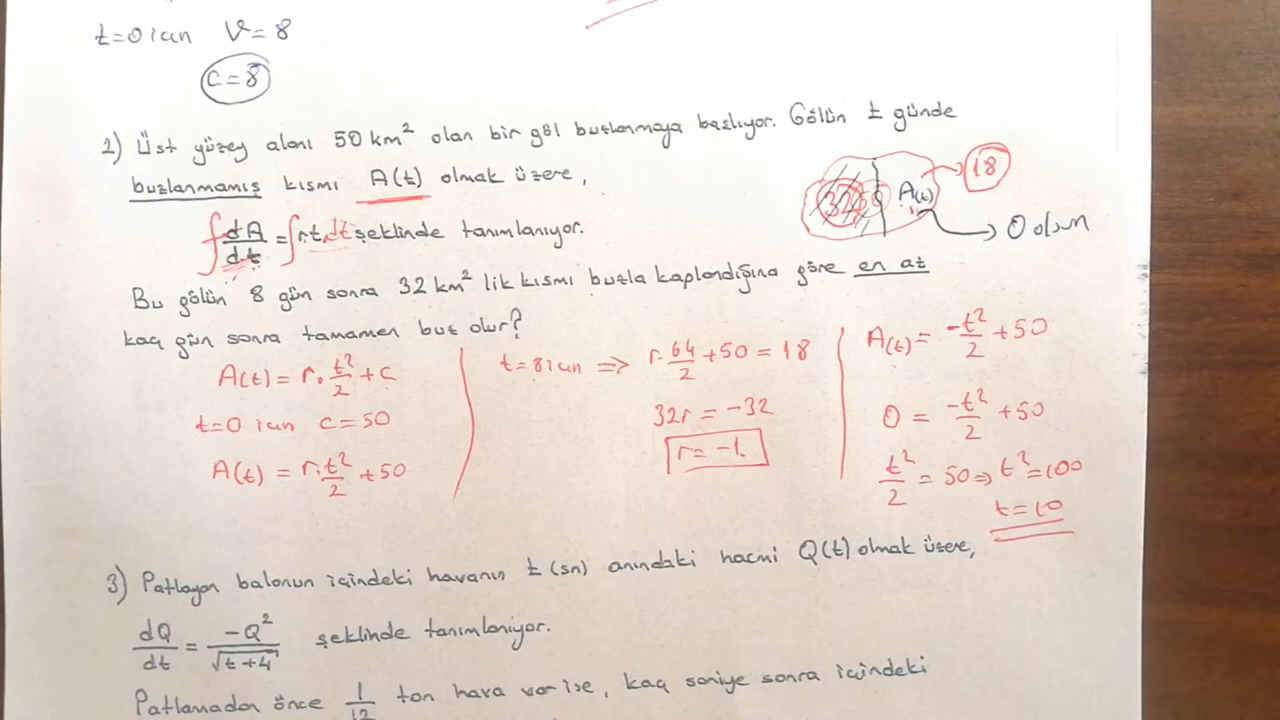 t=0 için V=8
C=8
2) Üst yüzey alanı 50 km² olan bir göl buzlanmaya başlıyor. Gölün t günde
buzlanmamış kısmı A(t) olmak üzere,
18
32
A(t)
0 olsun
∫ dA/dt = ∫ r.t.dt şeklinde tanımlanıyor.
Bu gölün 8 gün sonra 32 km² lik kısmı buzla kaplandığına göre en az
kaç gün sonra tamamen buz olur?
A(t) = r.t²/2 + C
t=0 için C=50
A(t) = r.t²/2 + 50
t=8 için ⇒ r.64/2 + 50 = 18
32r = -32
r = -1
A(t) = -t²/2 + 50
0 = -t²/2 + 50
t²/2 = 50 ⇒ t² = 100
t = 10
3) Patlayan balonun içindeki havanın t (sn) anındaki hacmi Q(t) olmak üzere,
dQ/dt = -Q²/√(t+4) şeklinde tanımlanıyor.
Patlamadan önce 1/12 ton hava var ise, kaç saniye sonra içindeki